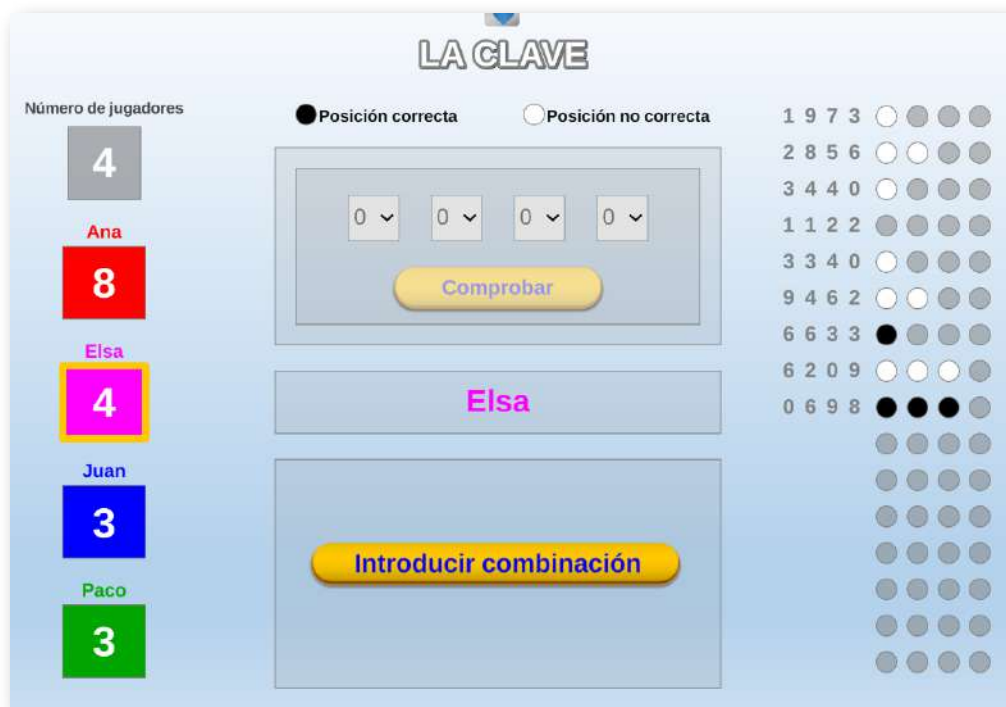 LA CLAVE
Número de jugadores
4
Ana
8
Elsa
4
Juan
3
Paco
3
Posición correcta
Posición no correcta
0 0 0 0
Comprobar
Elsa
Introducir combinación
1 9 7 3
2 8 5 6
3 4 4 0
1 1 2 2
3 3 4 0
9 4 6 2
6 6 3 3
6 2 0 9
0 6 9 8